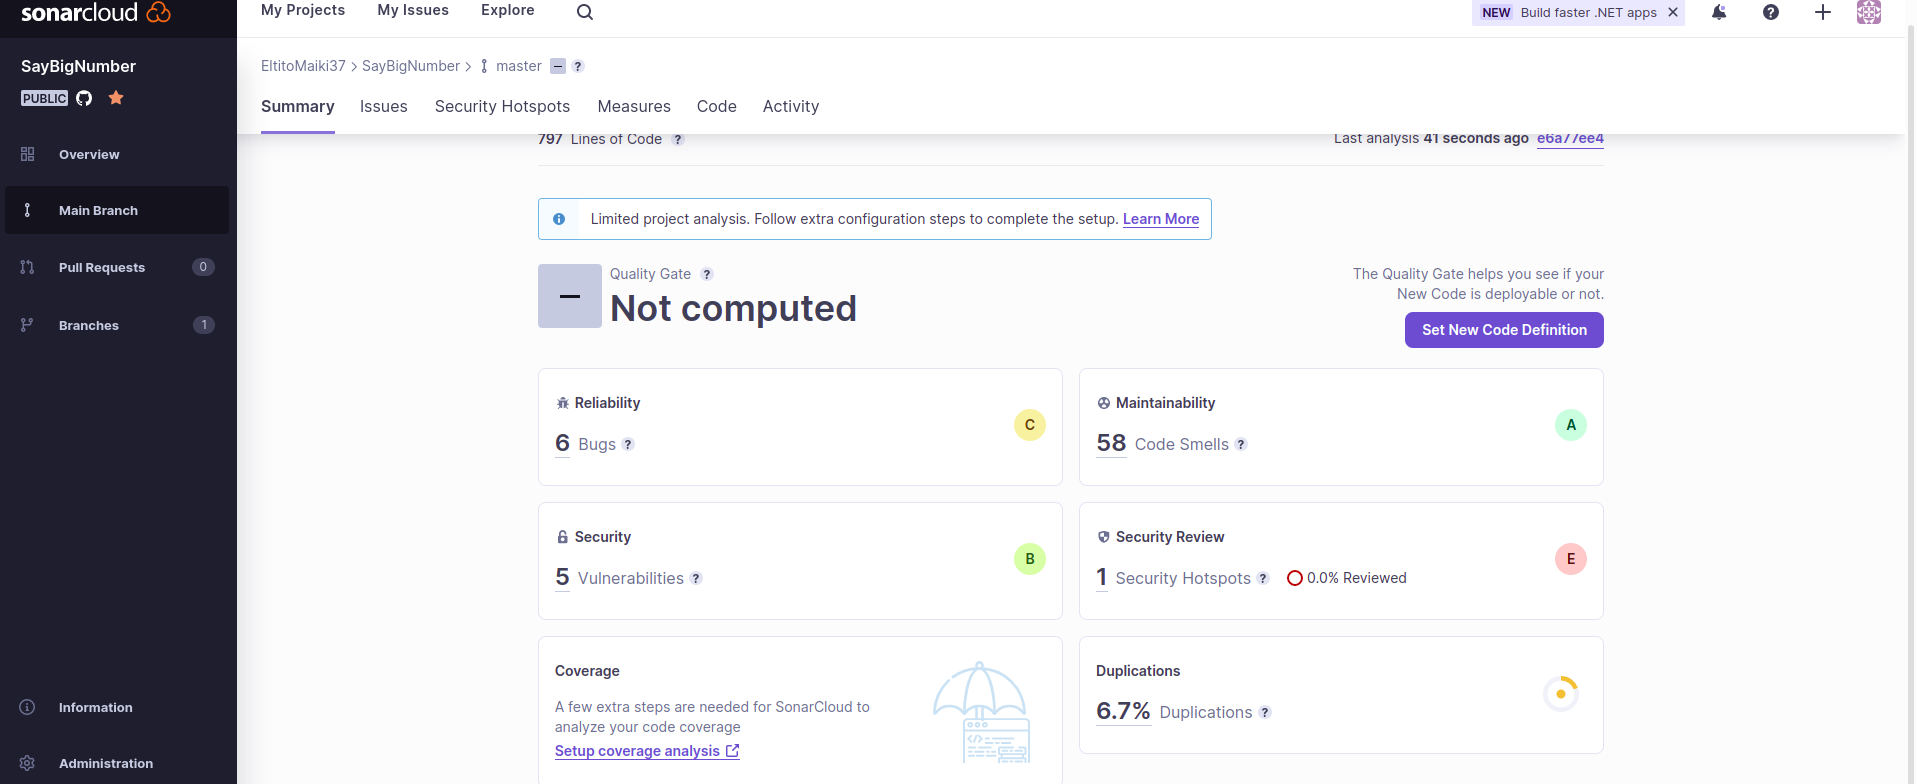 sonarcloud
My Projects My Issues Explore
NEW Build faster .NET apps
SayBigNumber
PUBLIC
EltitoMaiki37 > SayBigNumber > master – ?
Summary Issues Security Hotspots Measures Code Activity
Overview
Main Branch
Pull Requests 0
Branches 1
Information
Administration
797 Lines of Code ?
Last analysis 41 seconds ago e6a77ee4
Limited project analysis. Follow extra configuration steps to complete the setup. Learn More
Quality Gate ?
Not computed
The Quality Gate helps you see if your
New Code is deployable or not.
Set New Code Definition
Reliability
6 Bugs ?
C
Maintainability
58 Code Smells ?
A
Security
5 Vulnerabilities ?
B
Security Review
1 Security Hotspots ? 0.0% Reviewed
E
Coverage
A few extra steps are needed for SonarCloud to
analyze your code coverage
Setup coverage analysis
Duplications
6.7% Duplications ?